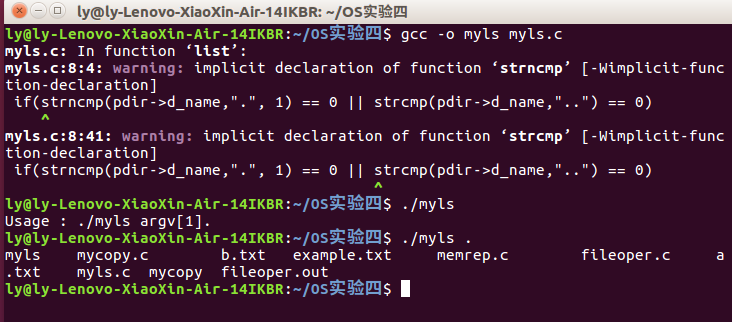 ly@ly-Lenovo-XiaoXin-Air-14IKBR: ~/OS实验四
ly@ly-Lenovo-XiaoXin-Air-14IKBR:~/OS实验四$ gcc -o myls myls.c
myls.c: In function ‘list’:
myls.c:8:4: warning: implicit declaration of function ‘strncmp’ [-Wimplicit-func
tion-declaration]
 if(strncmp(pdir->d_name,".", 1) == 0 || strcmp(pdir->d_name,"..") == 0)
    ^
myls.c:8:41: warning: implicit declaration of function ‘strcmp’ [-Wimplicit-func
tion-declaration]
 if(strncmp(pdir->d_name,".", 1) == 0 || strcmp(pdir->d_name,"..") == 0)
                                         ^
ly@ly-Lenovo-XiaoXin-Air-14IKBR:~/OS实验四$ ./myls
Usage : ./myls argv[1].
ly@ly-Lenovo-XiaoXin-Air-14IKBR:~/OS实验四$ ./myls .
myls    mycopy.c        b.txt   example.txt     memrep.c        fileoper.c     a
.txt    myls.c  mycopy  fileoper.out
ly@ly-Lenovo-XiaoXin-Air-14IKBR:~/OS实验四$